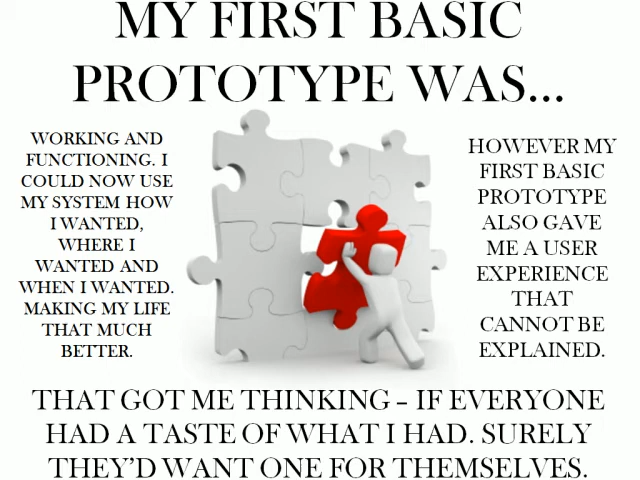 MY FIRST BASIC
PROTOTYPE WAS...
WORKING AND
FUNCTIONING. I
COULD NOW USE
MY SYSTEM HOW
I WANTED,
WHERE I
WANTED AND
WHEN I WANTED.
MAKING MY LIFE
THAT MUCH
BETTER.
HOWEVER MY
FIRST BASIC
PROTOTYPE
ALSO GAVE
ME A USER
EXPERIENCE
THAT
CANNOT BE
EXPLAINED.
THAT GOT ME THINKING – IF EVERYONE
HAD A TASTE OF WHAT I HAD. SURELY
THEY'D WANT ONE FOR THEMSELVES.